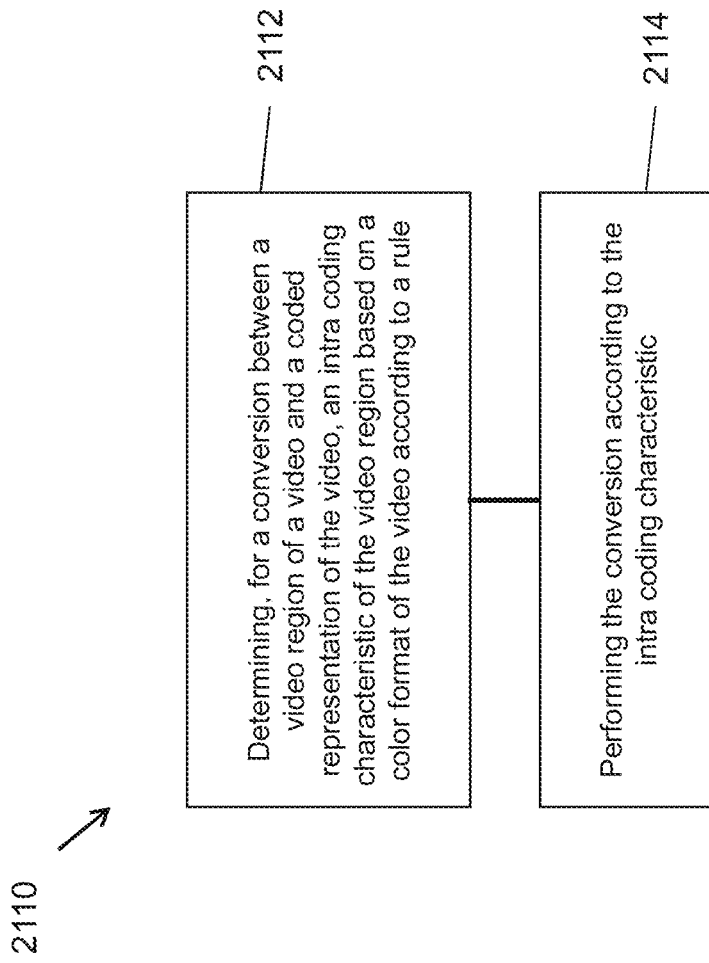 2110
Determining, for a conversion between a
video region of a video and a coded
representation of the video, an intra coding
characteristic of the video region based on a
color format of the video according to a rule
2112
Performing the conversion according to the
intra coding characteristic
2114